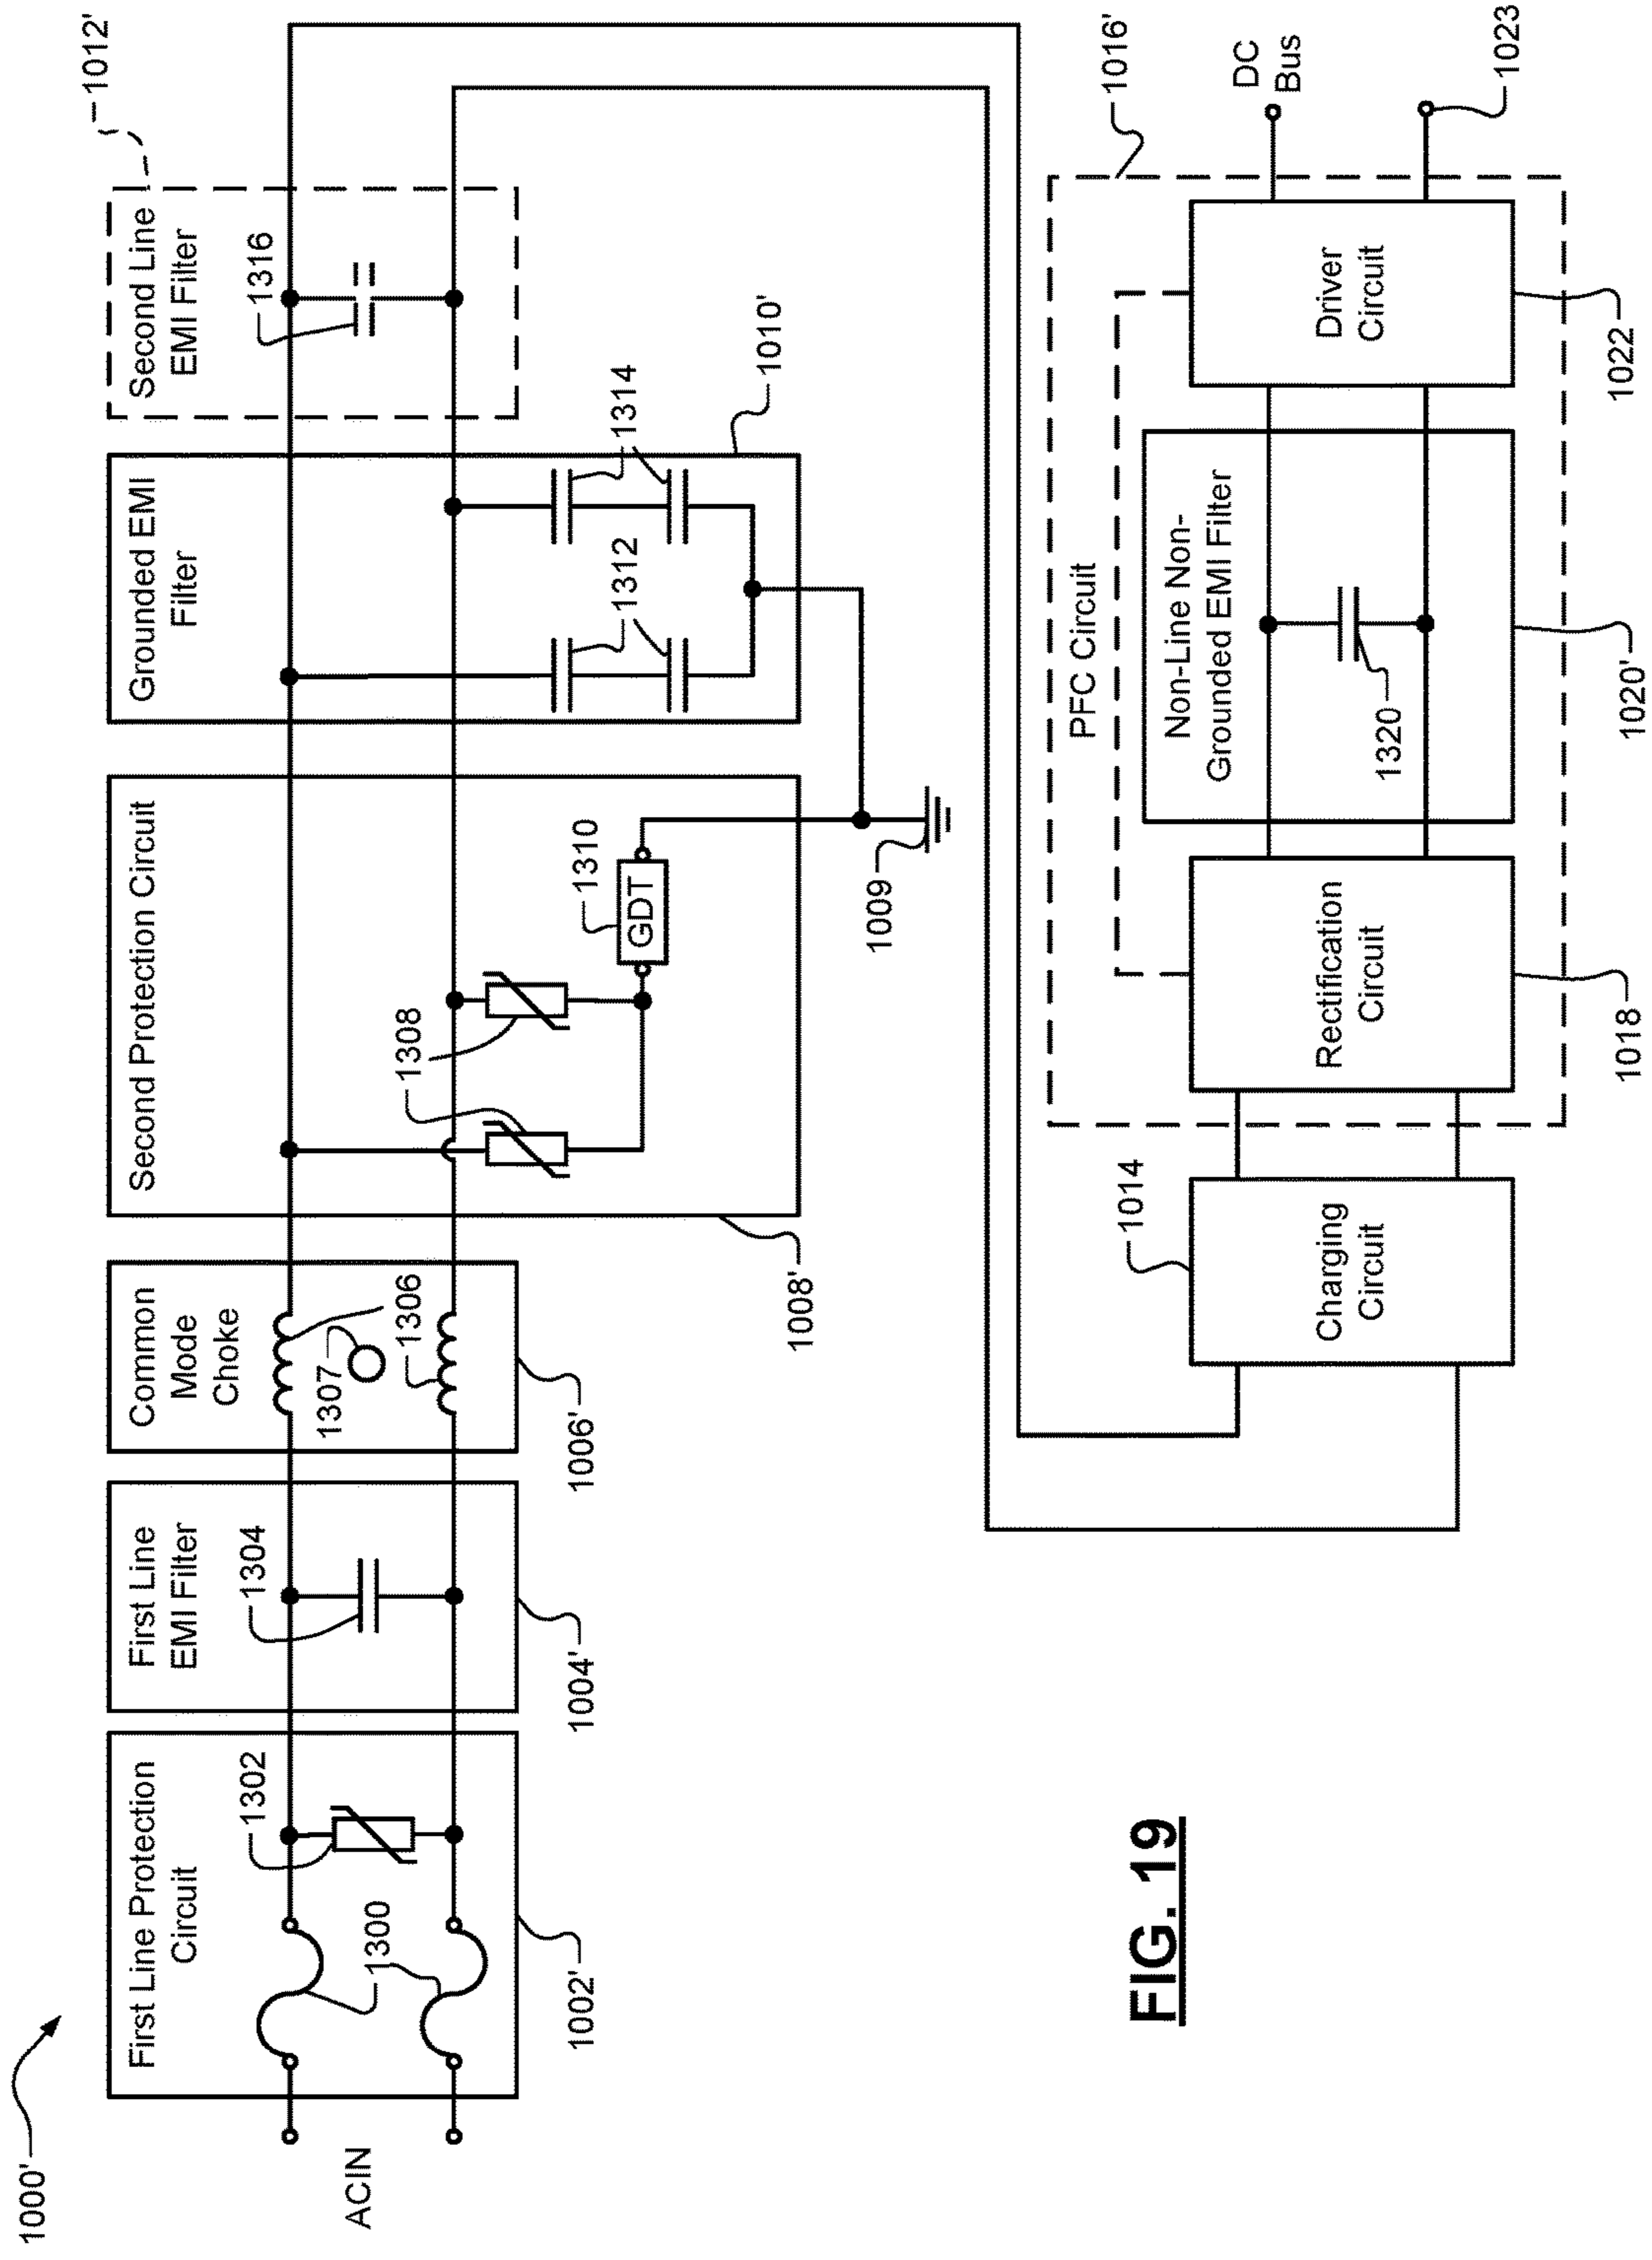 1000'
ACIN
First Line Protection
Circuit
1300
1302
1002'
First Line
EMI Filter
1304
1004'
Common
Mode
Choke
1307
1306
1006'
Second Protection Circuit
1308
1310
GDT
1008'
1009
Grounded EMI
Filter
1312
1314
1010'
Second Line
EMI Filter
1316
1012'
Charging
Circuit
1014
PFC Circuit
1016'
Rectification
Circuit
1018
Non-Line Non-
Grounded EMI Filter
1320
1020'
Driver
Circuit
1022
DC
Bus
1023
FIG. 19